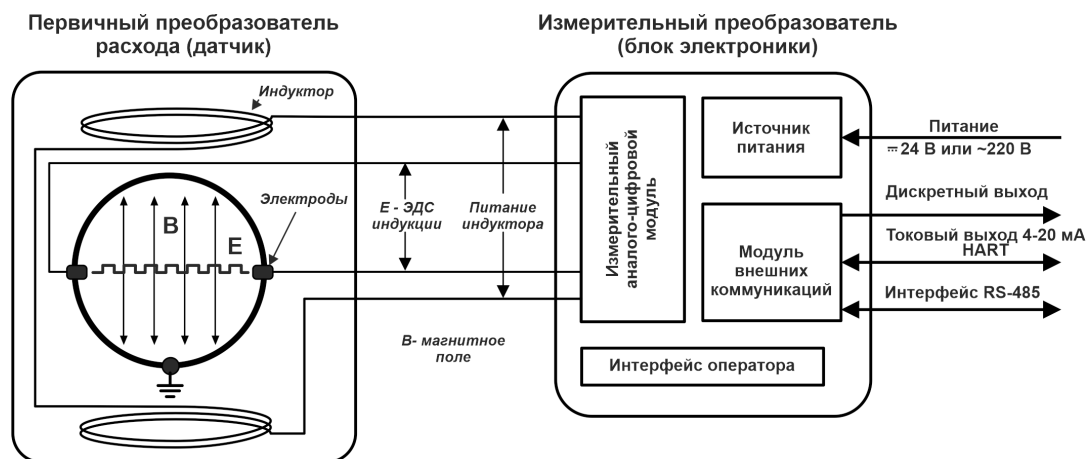 Первичный преобразователь
расхода (датчик)
Измерительный преобразователь
(блок электроники)
Индуктор
Электроды
B
E
E - ЭДС
индукции
Питание
индуктора
B- магнитное
поле
Измерительный
аналого-цифровой
модуль
Источник
питания
Модуль
внешних
коммуникаций
Интерфейс оператора
Питание
⎓24 В или ~220 В
Дискретный выход
Токовый выход 4-20 мА
HART
Интерфейс RS-485